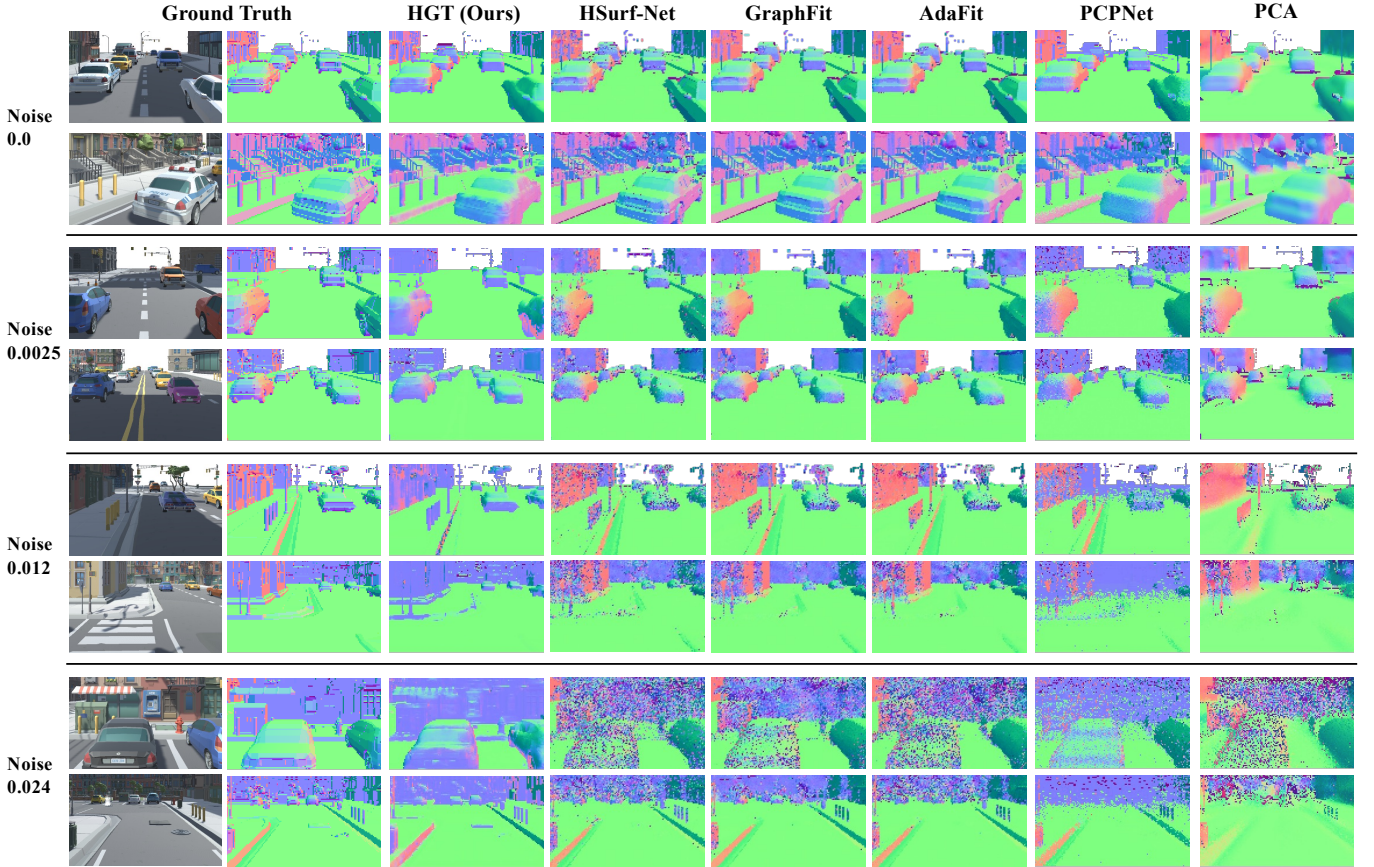 Ground Truth HGT (Ours) HSurf-Net GraphFit AdaFit PCPNet PCA
Noise
0.0
Noise
0.0025
Noise
0.012
Noise
0.024